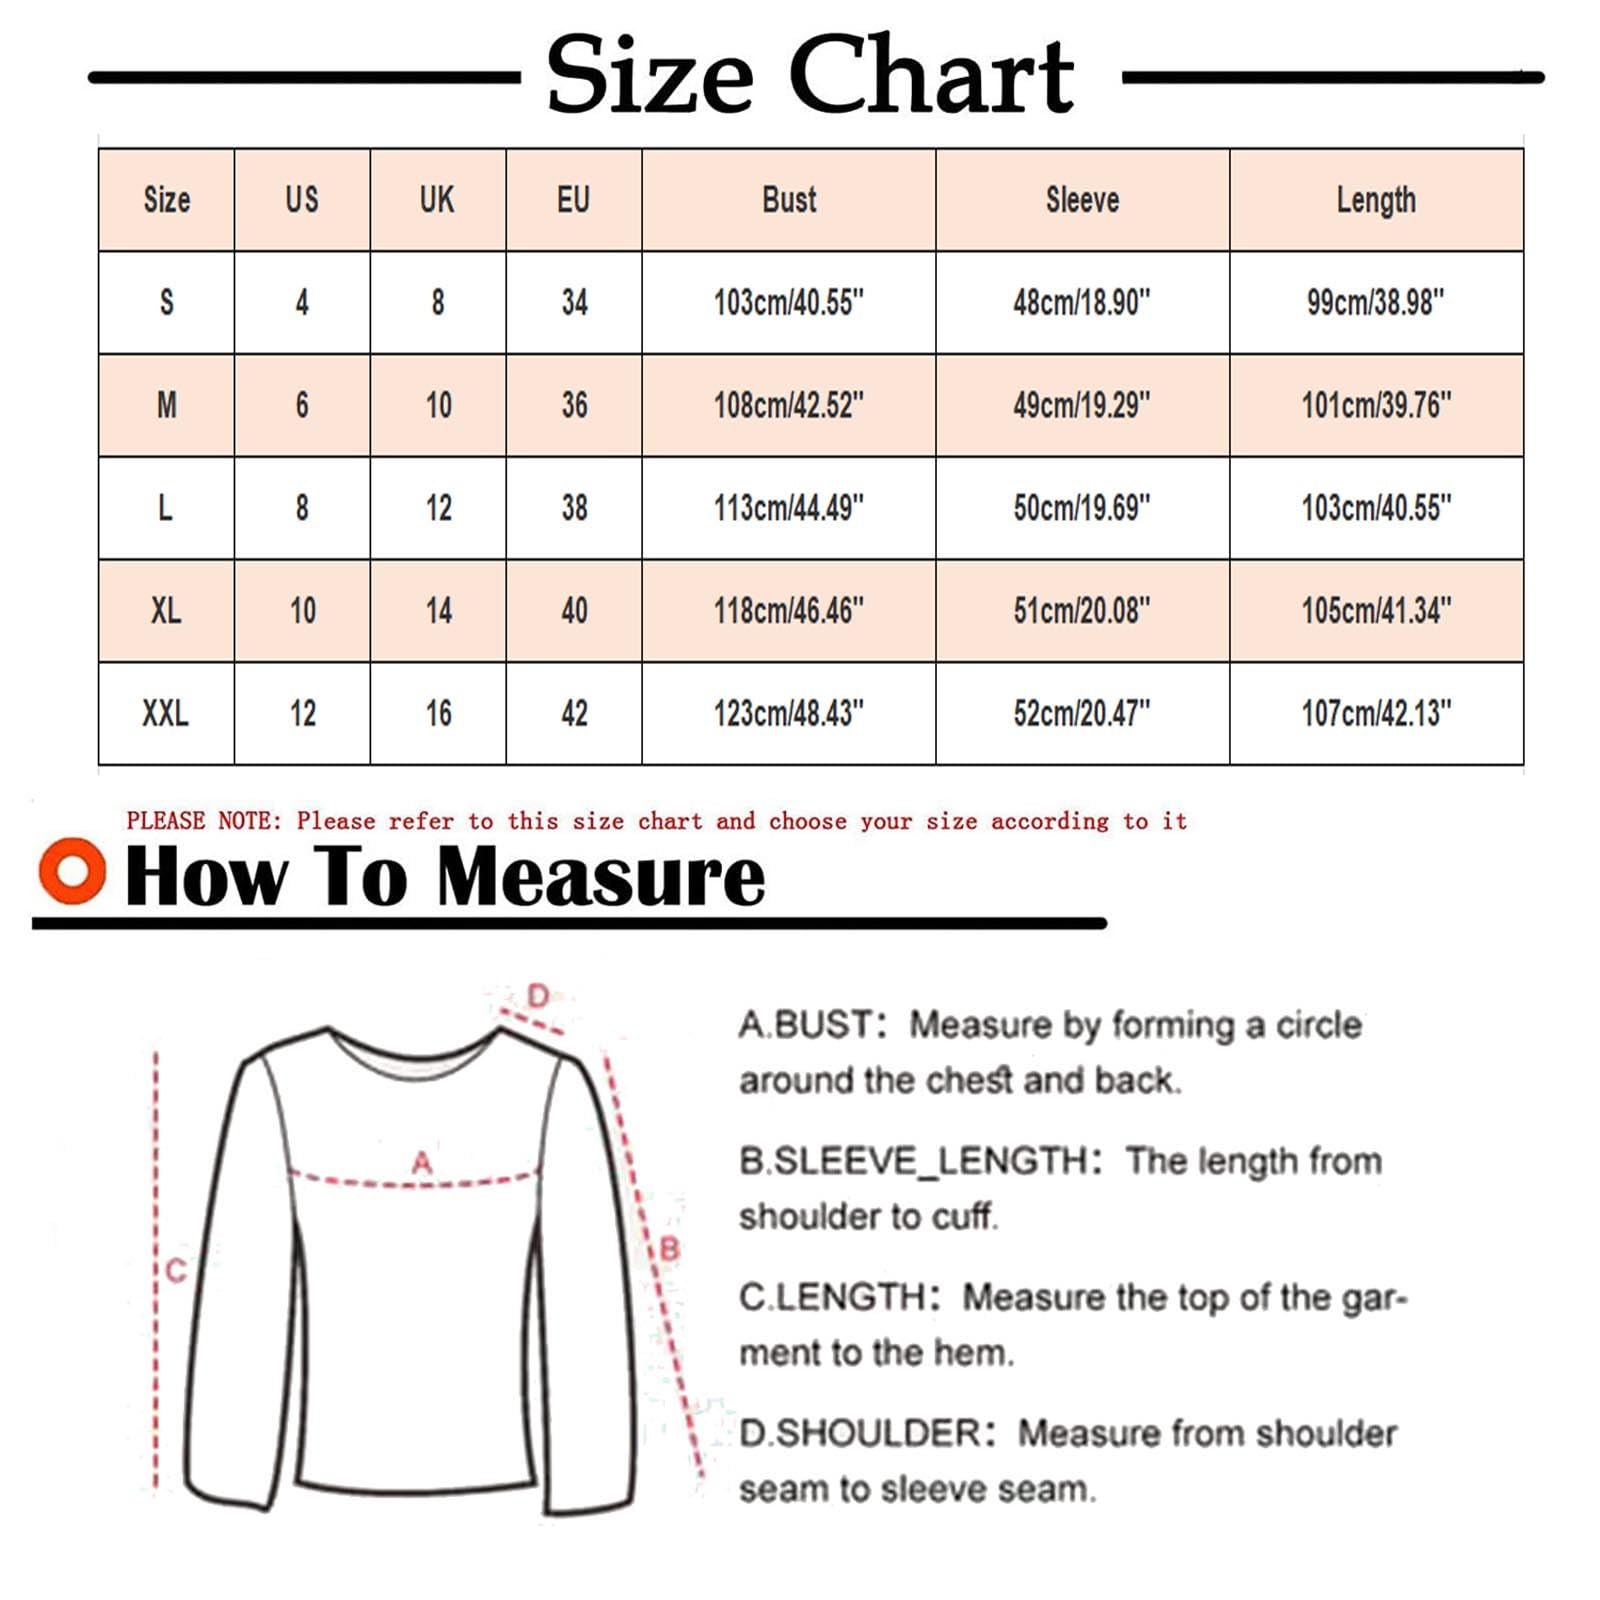 Size Chart
Size US UK EU Bust Sleeve Length
S 4 8 34 103cm/40.55" 48cm/18.90" 99cm/38.98"
M 6 10 36 108cm/42.52" 49cm/19.29" 101cm/39.76"
L 8 12 38 113cm/44.49" 50cm/19.69" 103cm/40.55"
XL 10 14 40 118cm/46.46" 51cm/20.08" 105cm/41.34"
XXL 12 16 42 123cm/48.43" 52cm/20.47" 107cm/42.13"
PLEASE NOTE: Please refer to this size chart and choose your size according to it
How To Measure
D
A
B
C
A.BUST: Measure by forming a circle
around the chest and back.
B.SLEEVE_LENGTH: The length from
shoulder to cuff.
C.LENGTH: Measure the top of the gar-
ment to the hem.
D.SHOULDER: Measure from shoulder
seam to sleeve seam.